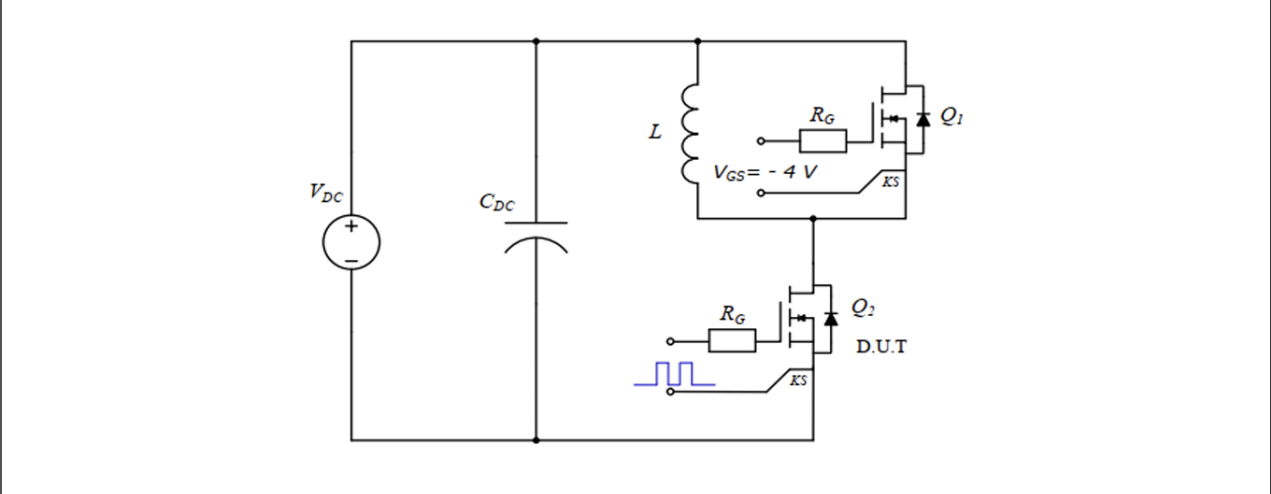 L
R_G
Q_1
V_GS= - 4 V
KS
V_DC
C_DC
+
−
R_G
Q_2
D.U.T
KS